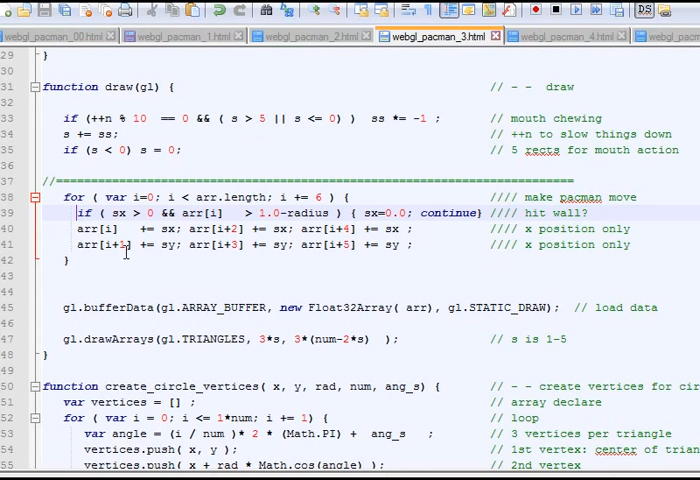 webgl_pacman_00.html webgl_pacman_1.html webgl_pacman_2.html webgl_pacman_3.html webgl_pacman_4.html webgl_pacman
29 }
30
31 function draw(gl) { // - - draw
32
33 if (++n % 10 == 0 && ( s > 5 || s <= 0) ) ss *= -1 ; // mouth chewing
34 s += ss; // ++n to slow things down
35 if (s < 0) s = 0; // 5 rects for mouth action
36
37 //==========================================================================
38 for ( var i=0; i < arr.length; i += 6 ) { //// make pacman move
39 if ( sx > 0 && arr[i] > 1.0-radius ) { sx=0.0; continue} //// hit wall?
40 arr[i] += sx; arr[i+2] += sx; arr[i+4] += sx ; //// x position only
41 arr[i+1] += sy; arr[i+3] += sy; arr[i+5] += sy ; //// x position only
42 }
43
44
45 gl.bufferData(gl.ARRAY_BUFFER, new Float32Array( arr), gl.STATIC_DRAW); // load data
46
47 gl.drawArrays(gl.TRIANGLES, 3*s, 3*(num-2*s) ); // s is 1-5
48 }
49
50 function create_circle_vertices( x, y, rad, num, ang_s) { // - - create vertices for cir
51 var vertices = [] ; // array declare
52 for ( var i = 0; i <= 1*num; i += 1) { // loop
53 var angle = (i / num )* 2 * (Math.PI) + ang_s ; // 3 vertices per triangle
54 vertices.push( x, y ); // 1st vertex: center of trian
55 vertices.push( x + rad * Math.cos(angle) ); // 2nd vertex